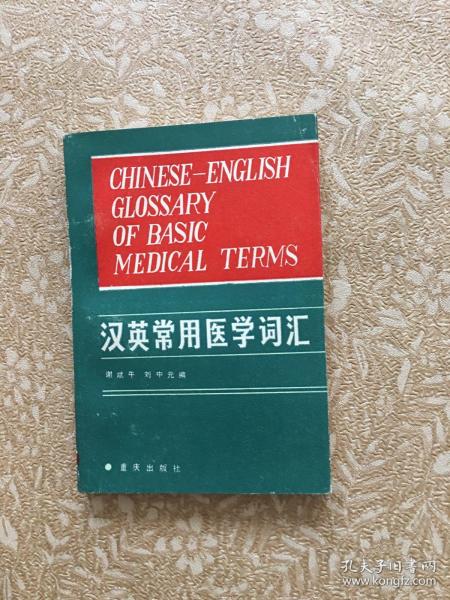 CHINESE-ENGLISH
GLOSSARY
OF BASIC
MEDICAL TERMS
汉英常用医学词汇
谢斌午 刘中元编
重庆出版社
孔夫子旧书网
www.kongfz.com